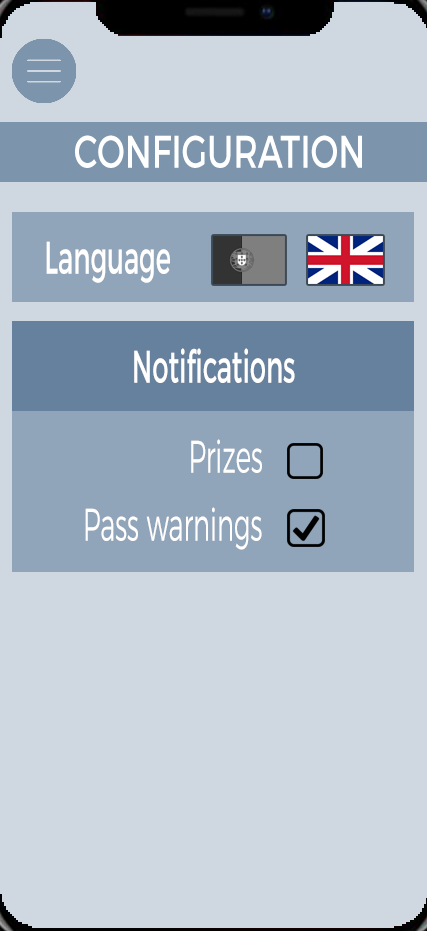 CONFIGURATION
Language
Notifications
Prizes
Pass warnings